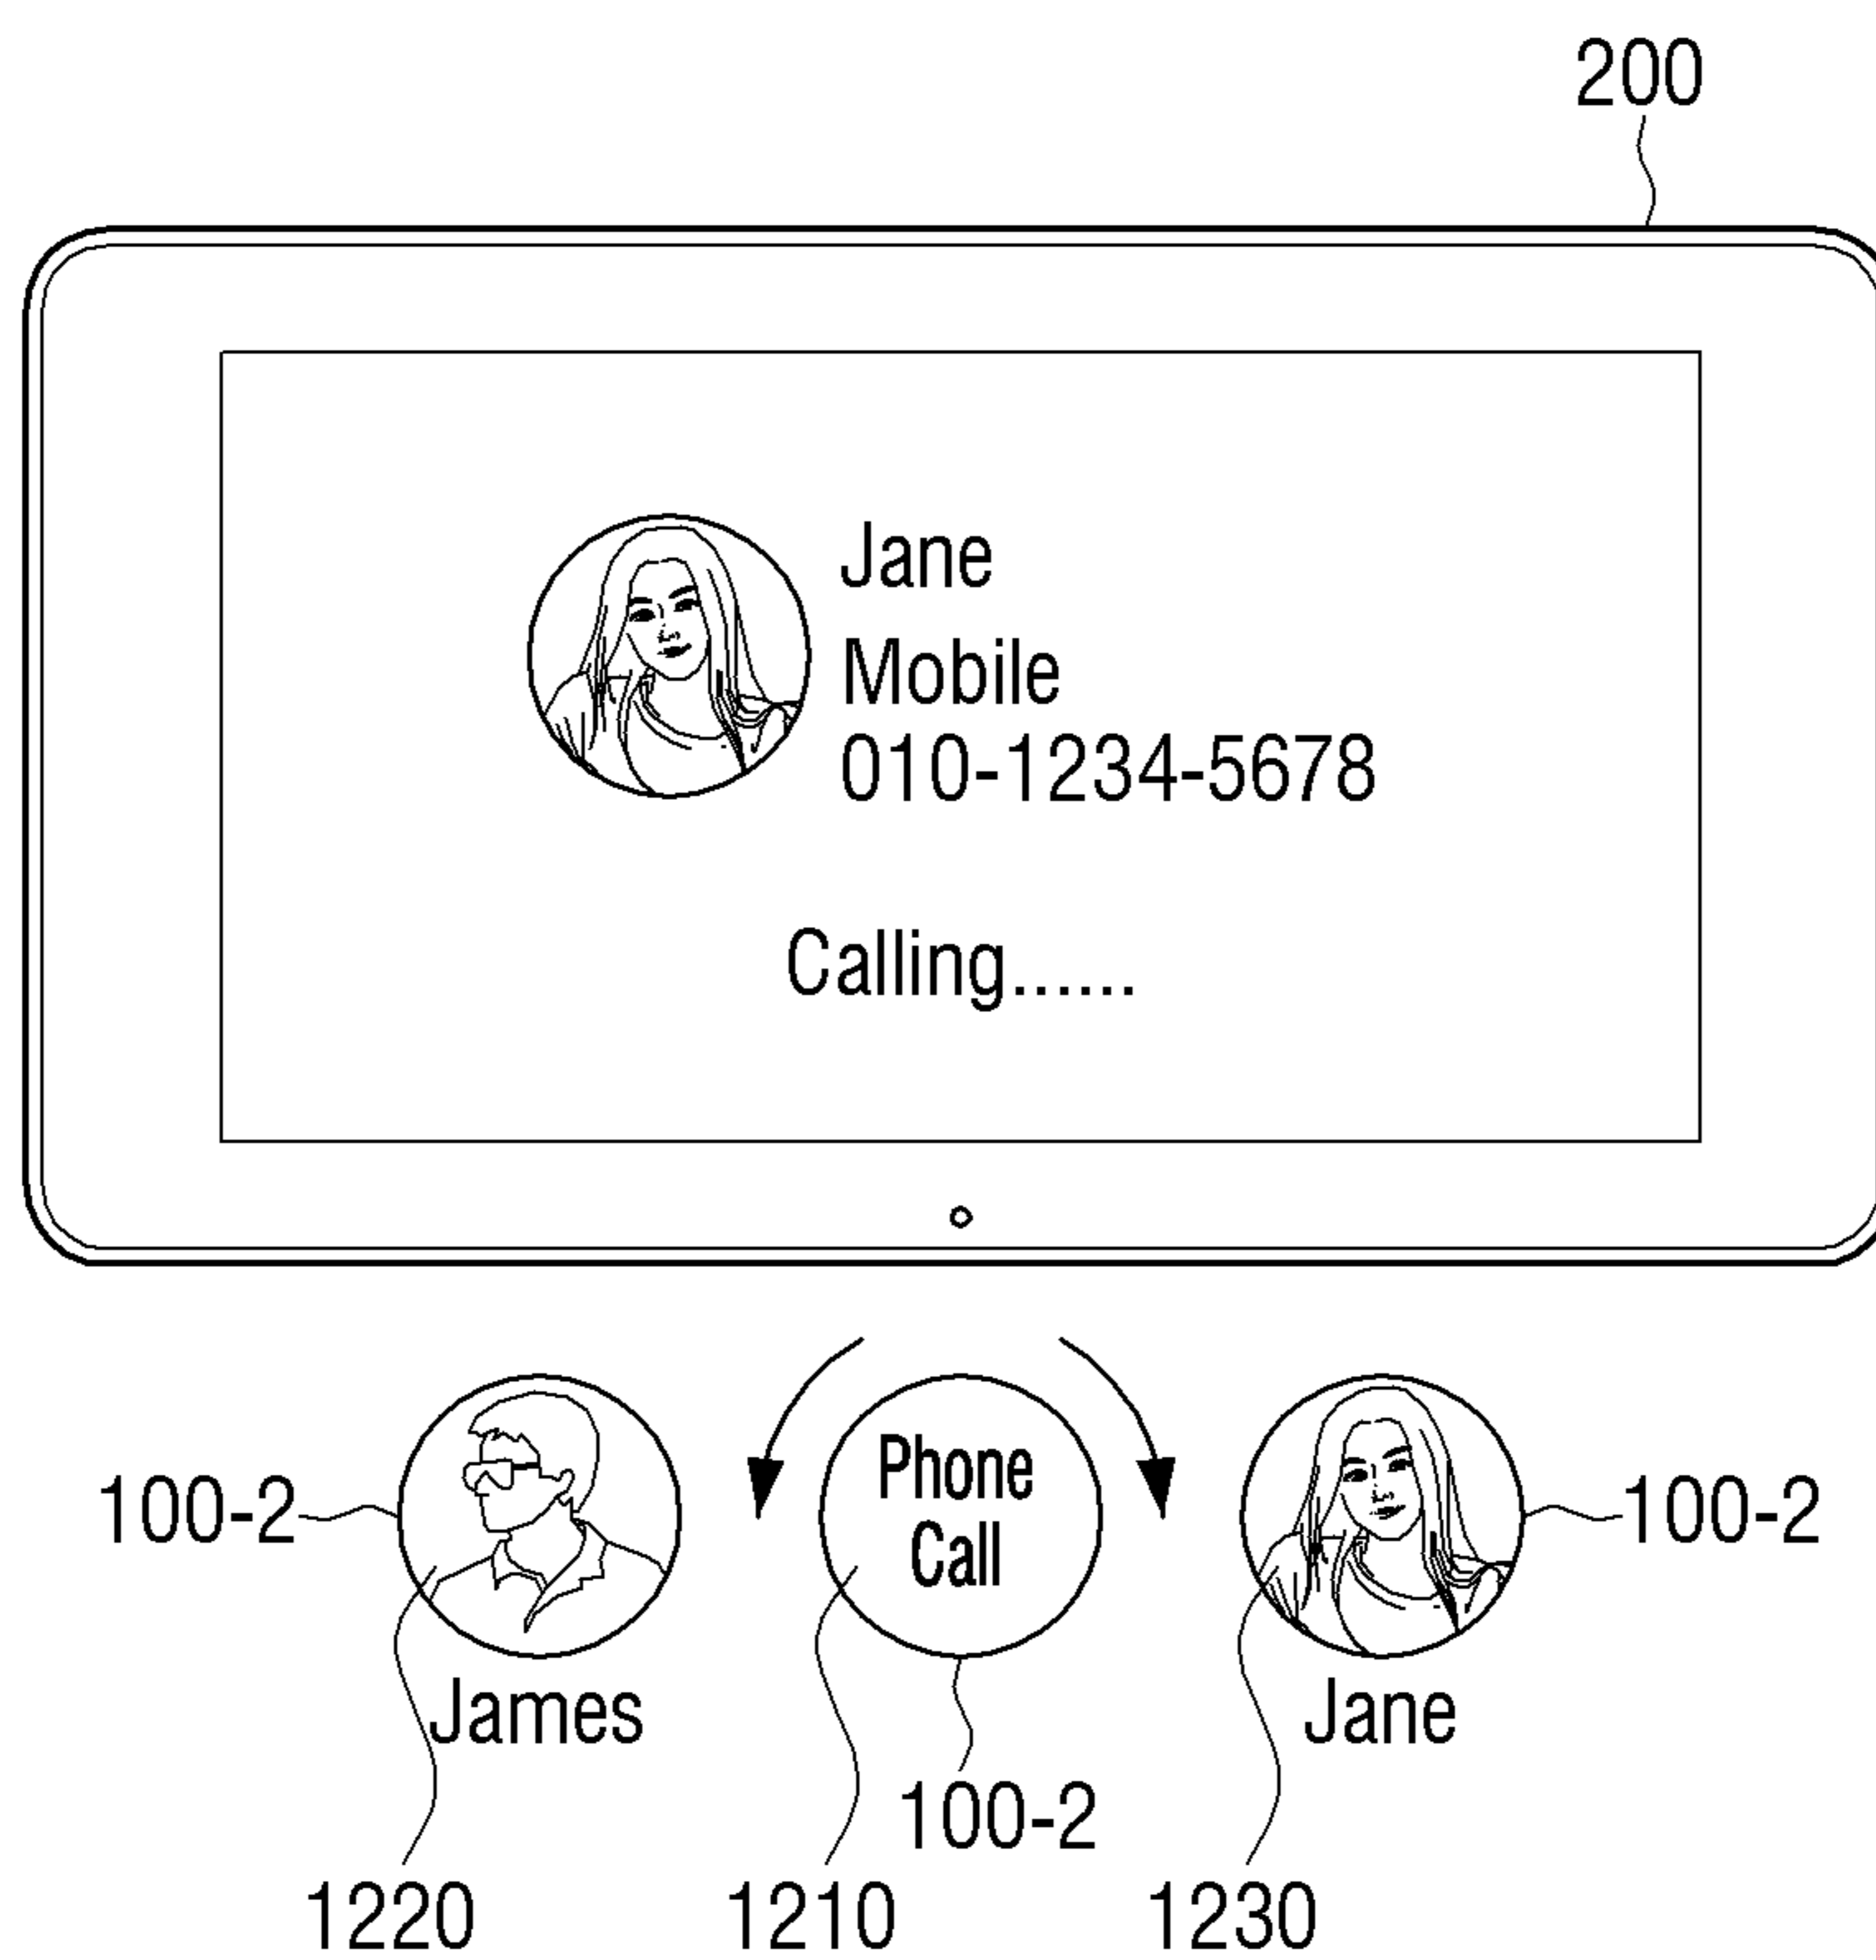 200
Jane
Mobile
010-1234-5678
Calling......
100-2
Phone
Call
100-2
James
Jane
100-2
1220
1210
1230